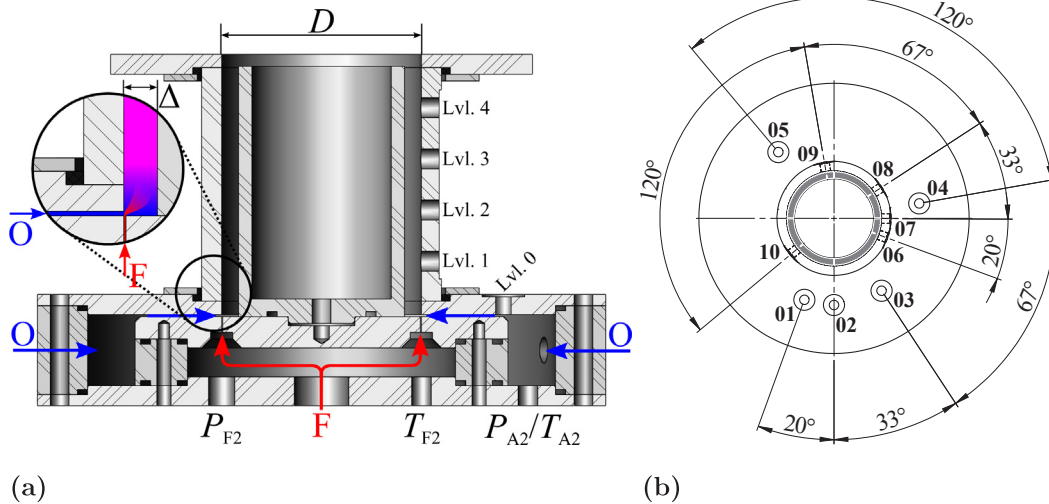 D
Δ
Lvl. 4
Lvl. 3
Lvl. 2
Lvl. 1
Lvl. 0
O
F
O
O
P_F2
F
T_F2
P_A2/T_A2
(a)
120°
67°
33°
120°
20°
67°
20°
33°
05
09
08
04
07
06
10
01
02
03
(b)